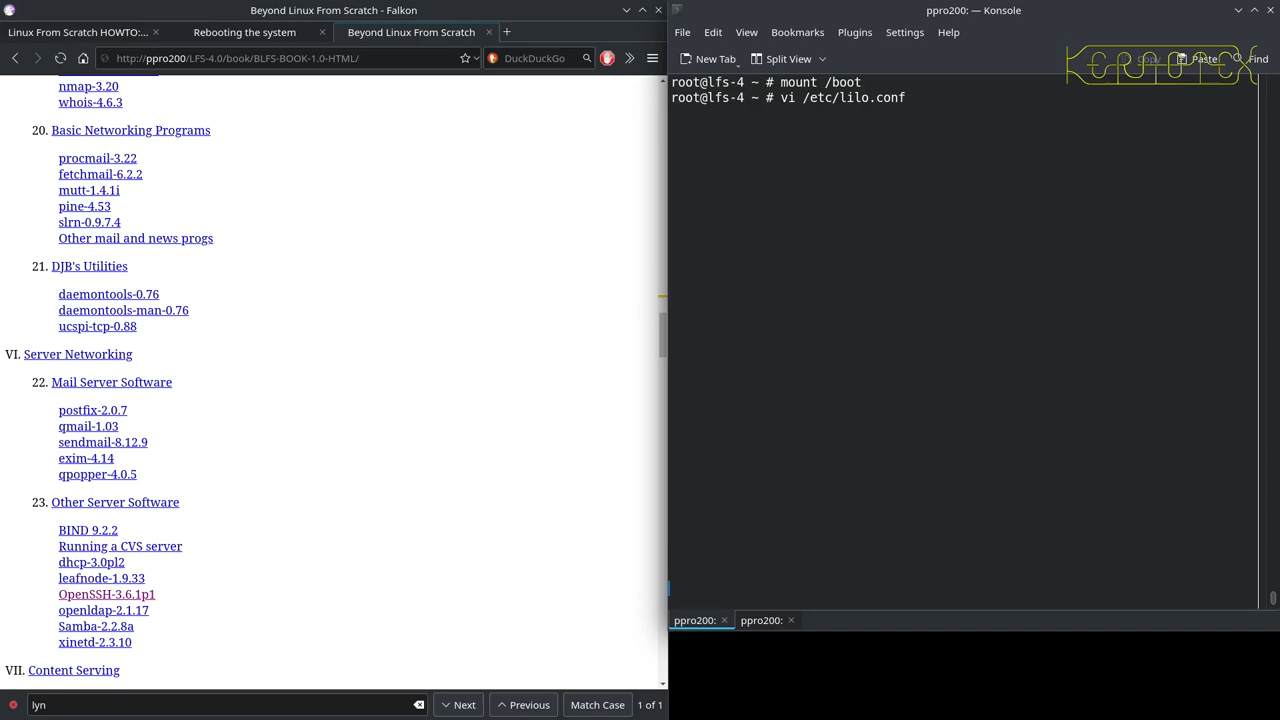 Beyond Linux From Scratch - Falkon
Linux From Scratch HOWTO:...
Rebooting the system
Beyond Linux From Scratch
http://ppro200/LFS-4.0/book/BLFS-BOOK-1.0-HTML/
DuckDuckGo
nmap-3.20
whois-4.6.3
20. Basic Networking Programs
procmail-3.22
fetchmail-6.2.2
mutt-1.4.1i
pine-4.53
slrn-0.9.7.4
Other mail and news progs
21. DJB's Utilities
daemontools-0.76
daemontools-man-0.76
ucspi-tcp-0.88
VI. Server Networking
22. Mail Server Software
postfix-2.0.7
qmail-1.03
sendmail-8.12.9
exim-4.14
qpopper-4.0.5
23. Other Server Software
BIND 9.2.2
Running a CVS server
dhcp-3.0pl2
leafnode-1.9.33
OpenSSH-3.6.1p1
openldap-2.1.17
Samba-2.2.8a
xinetd-2.3.10
VII. Content Serving
lyn
Next
Previous
Match Case
1 of 1
ppro200: — Konsole
File Edit View Bookmarks Plugins Settings Help
New Tab
Split View
Copy
Paste
Find
root@lfs-4 ~ # mount /boot
root@lfs-4 ~ # vi /etc/lilo.conf
ppro200:
ppro200: